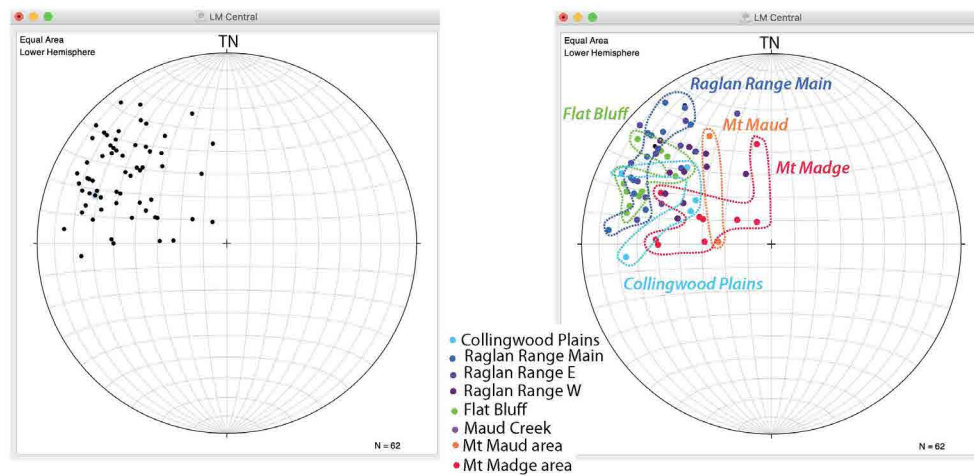 LM Central
Equal Area
Lower Hemisphere
TN
N = 62
LM Central
Equal Area
Lower Hemisphere
TN
Raglan Range Main
Flat Bluff
Mt Maud
Mt Madge
Collingwood Plains
N = 62
Collingwood Plains
Raglan Range Main
Raglan Range E
Raglan Range W
Flat Bluff
Maud Creek
Mt Maud area
Mt Madge area